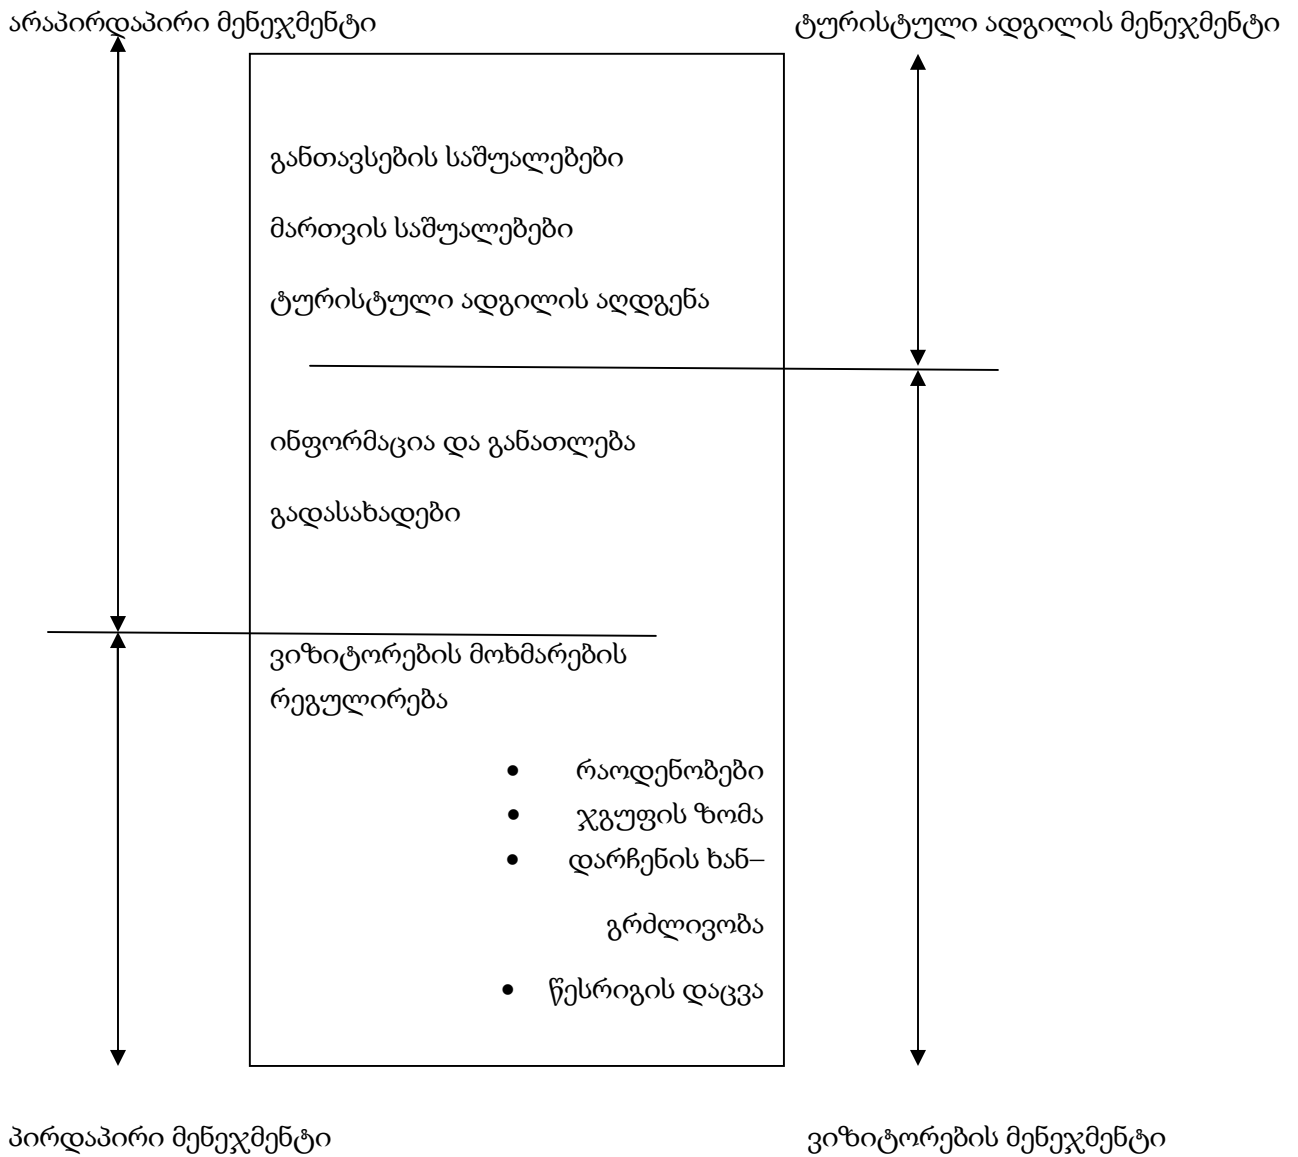 არაპირდაპირი მენეჯმენტი
ტურისტული ადგილის მენეჯმენტი
განთავსების საშუალებები
მართვის საშუალებები
ტურისტული ადგილის აღდგენა
ინფორმაცია და განათლება
გადასახადები
ვიზიტორების მოხმარების
რეგულირება
• რაოდენობები
• ჯგუფის ზომა
• დარჩენის ხან–
გრძლივობა
• წესრიგის დაცვა
პირდაპირი მენეჯმენტი
ვიზიტორების მენეჯმენტი